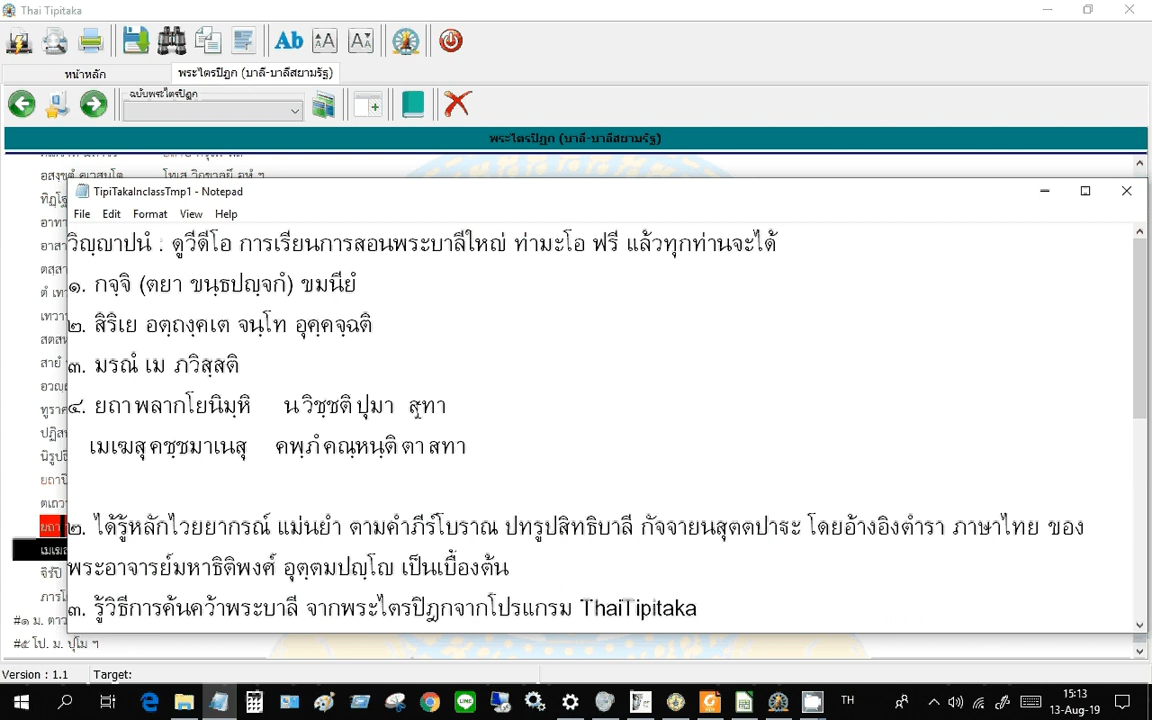 Thai Tipitaka
Ab
หน้าหลัก
พระไตรปิฎก (บาลี-บาลีสยามรัฐ)
ฉบับพระไตรปิฎก
พระไตรปิฎก (บาลี-บาลีสยามรัฐ)
TipiTakaInclassTmp1 - Notepad
File Edit Format View Help
วิญฺญาปนํ : ดูวีดีโอ การเรียนการสอนพระบาลีใหญ่ ท่ามะโอ ฟรี แล้วทุกท่านจะได้
๑. กจฺจิ (ตยา ขนฺธปญฺจกํ) ขมนียํ
๒. สิริเย อตฺถงฺคเต จนฺโท อุคฺคจฺฉติ
๓. มรณํ เม ภวิสฺสติ
๔. ยถา พลากโยนิมฺหิ น วิชฺชติ ปุมา สทา
เมเฆสุ คชฺชมาเนสุ คพฺภํ คณฺหนฺติ ตา สทา
๒. ได้รู้หลักไวยยากรณ์ แม่นยำ ตามคำภีร์โบราณ ปทรูปสิทธิบาลี กัจจายนสุตตปาฐะ โดยอ้างอิงตำรา ภาษาไทย ของ
พระอาจารย์มหาธิติพงศ์ อุตฺตมปญฺโญ เป็นเบื้องต้น
๓. รู้วิธีการค้นคว้าพระบาลี จากพระไตรปิฎกจากโปรแกรม ThaiTipitaka
#๑ ม. ตาว
#๕ โป. ม. ปุโม ฯ
Version : 1.1 Target:
TH
15:13
13-Aug-19